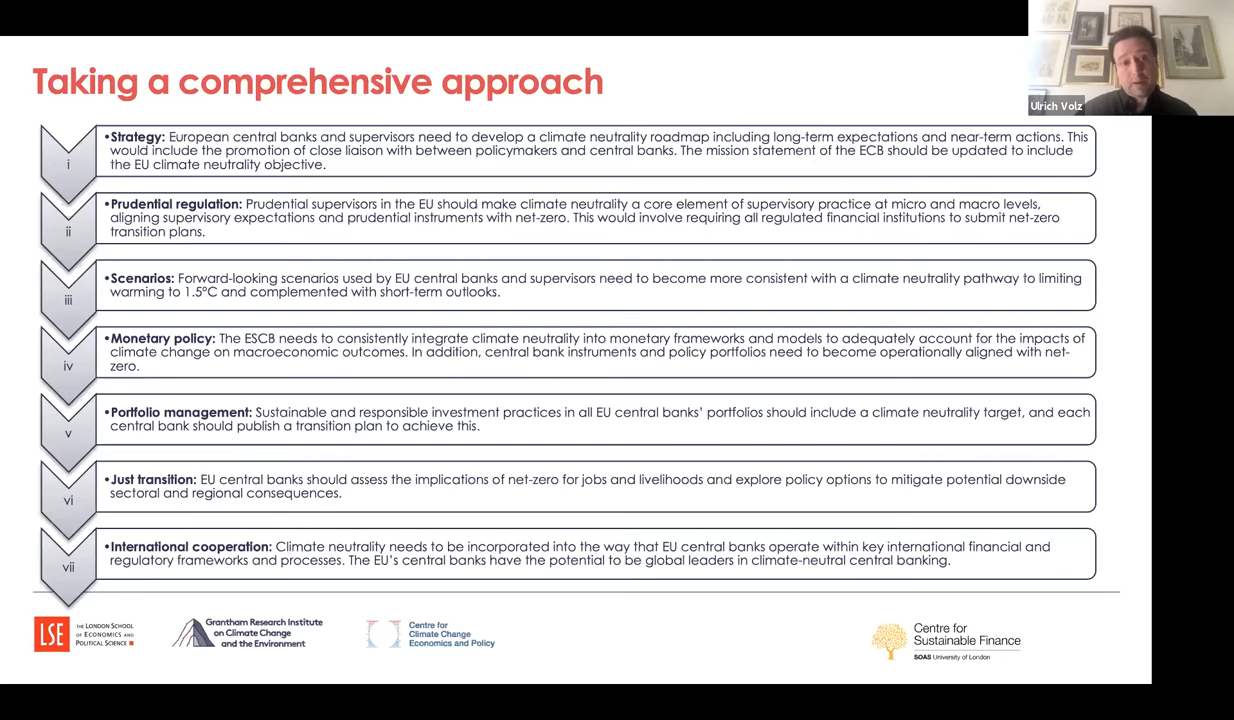 Taking a comprehensive approach
Ulrich Volz
i
•Strategy: European central banks and supervisors need to develop a climate neutrality roadmap including long-term expectations and near-term actions. This
would include the promotion of close liaison with between policymakers and central banks. The mission statement of the ECB should be updated to include
the EU climate neutrality objective.
ii
•Prudential regulation: Prudential supervisors in the EU should make climate neutrality a core element of supervisory practice at micro and macro levels,
aligning supervisory expectations and prudential instruments with net-zero. This would involve requiring all regulated financial institutions to submit net-zero
transition plans.
iii
•Scenarios: Forward-looking scenarios used by EU central banks and supervisors need to become more consistent with a climate neutrality pathway to limiting
warming to 1.5°C and complemented with short-term outlooks.
iv
•Monetary policy: The ESCB needs to consistently integrate climate neutrality into monetary frameworks and models to adequately account for the impacts of
climate change on macroeconomic outcomes. In addition, central bank instruments and policy portfolios need to become operationally aligned with net-
zero.
v
•Portfolio management: Sustainable and responsible investment practices in all EU central banks' portfolios should include a climate neutrality target, and each
central bank should publish a transition plan to achieve this.
vi
•Just transition: EU central banks should assess the implications of net-zero for jobs and livelihoods and explore policy options to mitigate potential downside
sectoral and regional consequences.
vii
•International cooperation: Climate neutrality needs to be incorporated into the way that EU central banks operate within key international financial and
regulatory frameworks and processes. The EU's central banks have the potential to be global leaders in climate-neutral central banking.
LSE
THE LONDON SCHOOL
OF ECONOMICS AND
POLITICAL SCIENCE
Grantham Research Institute
on Climate Change
and the Environment
Centre for
Climate Change
Economics and Policy
Centre for
Sustainable Finance
SOAS University of London